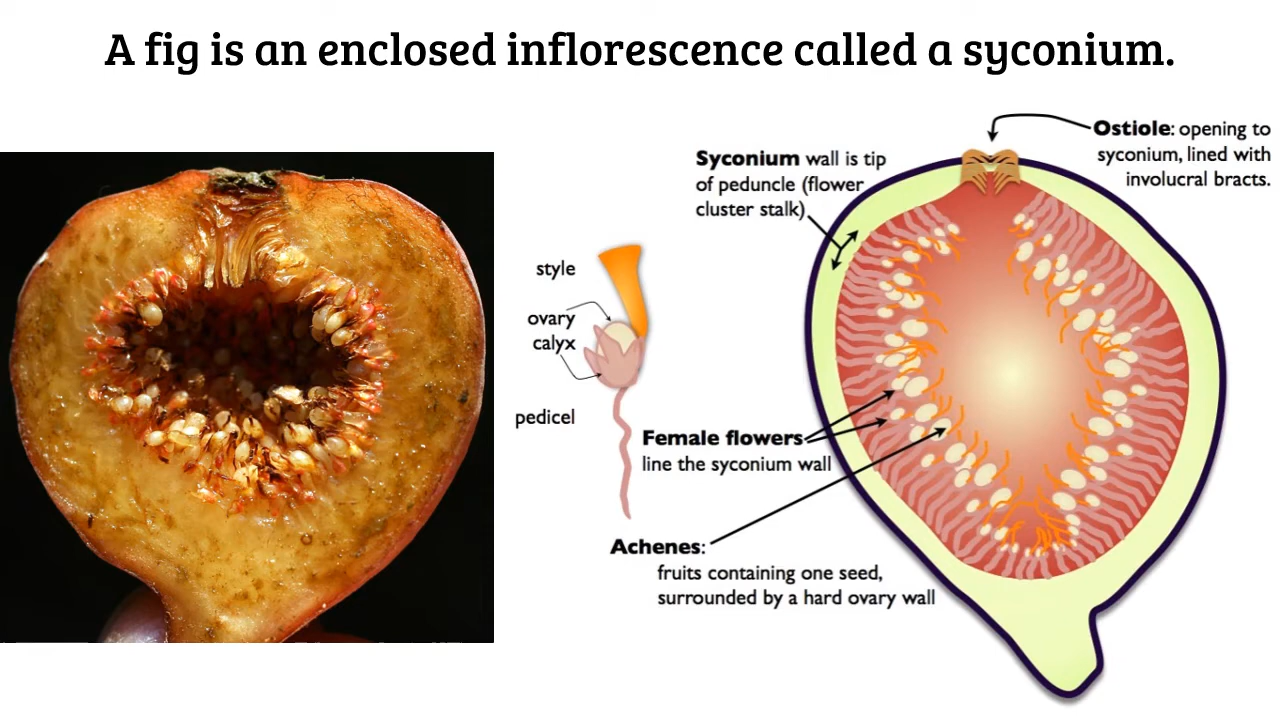 A fig is an enclosed inflorescence called a syconium.
Ostiole: opening to
syconium, lined with
involucral bracts.
Syconium wall is tip
of peduncle (flower
cluster stalk)
style
ovary
calyx
pedicel
Female flowers
line the syconium wall
Achenes:
fruits containing one seed,
surrounded by a hard ovary wall